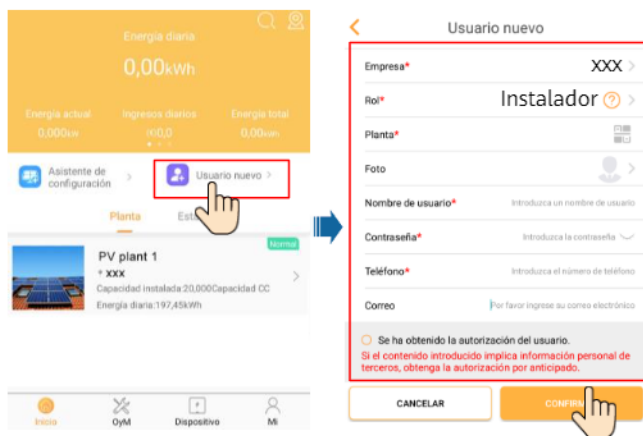 Energía diaria
0,00kWh
Energía actual
Ingresos diarios
Energía total
0,000kW
0,0
0,00kWh
Asistente de
configuración
Usuario nuevo
Planta
PV plant 1
XXX
Normal
Capacidad instalada:20,000Capacidad CC
Energía diaria:197,45kWh
Inicio
OyM
Dispositivo
Mi
Usuario nuevo
Empresa*
XXX
Rol*
Instalador
Planta*
Foto
Nombre de usuario*
Introduzca un nombre de usuario
Contraseña*
Introduzca la contraseña
Teléfono*
Introduzca el número de teléfono
Correo
Por favor ingrese su correo electrónico
Se ha obtenido la autorización del usuario.
Si el contenido introducido implica información personal de
terceros, obtenga la autorización por anticipado.
CANCELAR